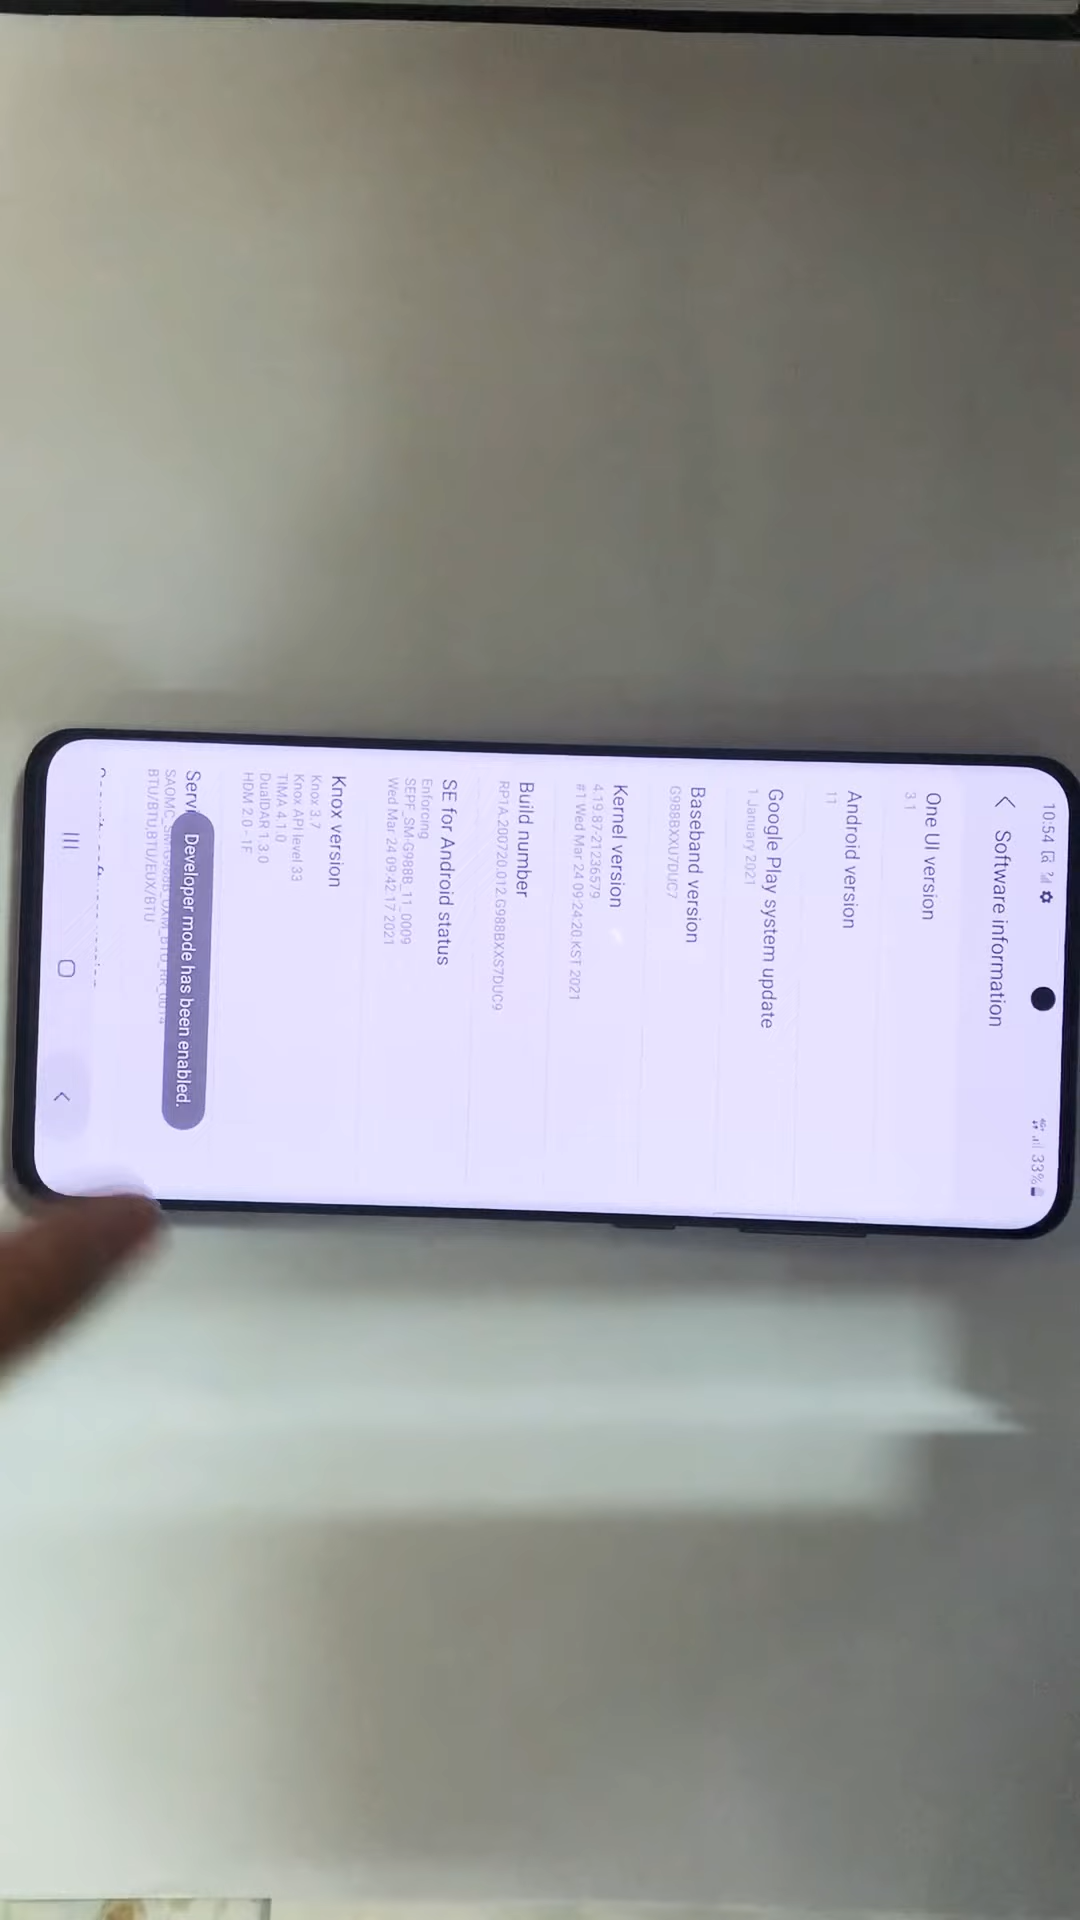 10:54
33%
Software information
One UI version
3.1
Android version
11
Google Play system update
1 January 2021
Baseband version
G988BXXU7DUC7
Kernel version
4.19.87-21236579
#1 Wed Mar 24 09:24:20 KST 2021
Build number
RP1A.200720.012.G988BXXS7DUC9
SE for Android status
Enforcing
SEPF_SM-G988B_11_0009
Wed Mar 24 09:42:17 2021
Knox version
Knox 3.7
Knox API level 33
TIMA 4.1.0
DualDAR 1.3.0
HDM 2.0 - 1F
Serv
Developer mode has been enabled.
BTU/BTU,BTU/EUX/BTU